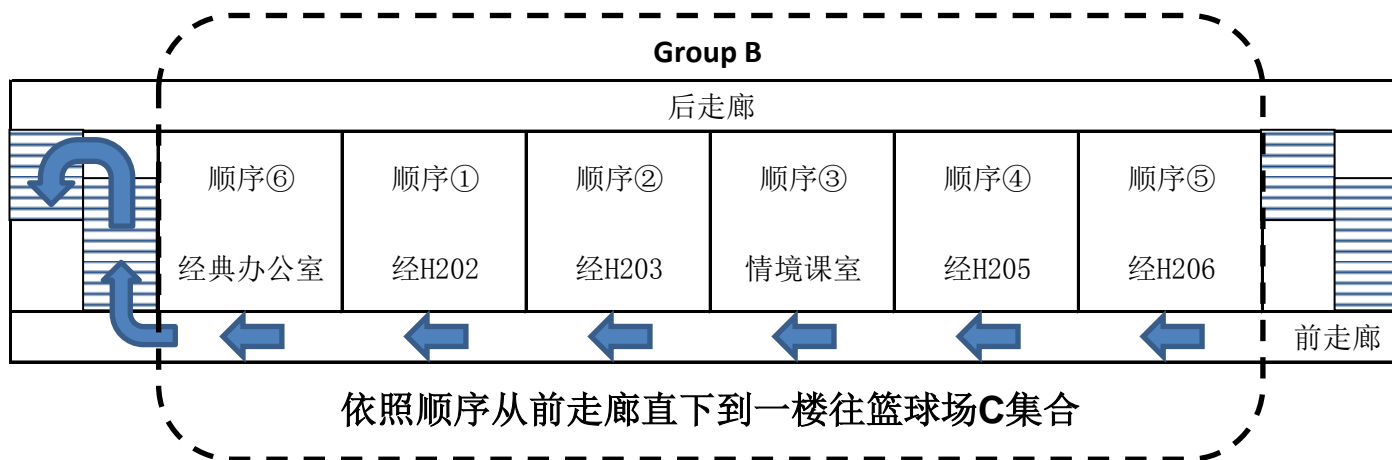 Group B
后走廊
顺序⑥ 顺序① 顺序② 顺序③ 顺序④ 顺序⑤
经典办公室 经H202 经H203 情境课室 经H205 经H206
前走廊
依照顺序从前走廊直下到一楼往篮球场C集合